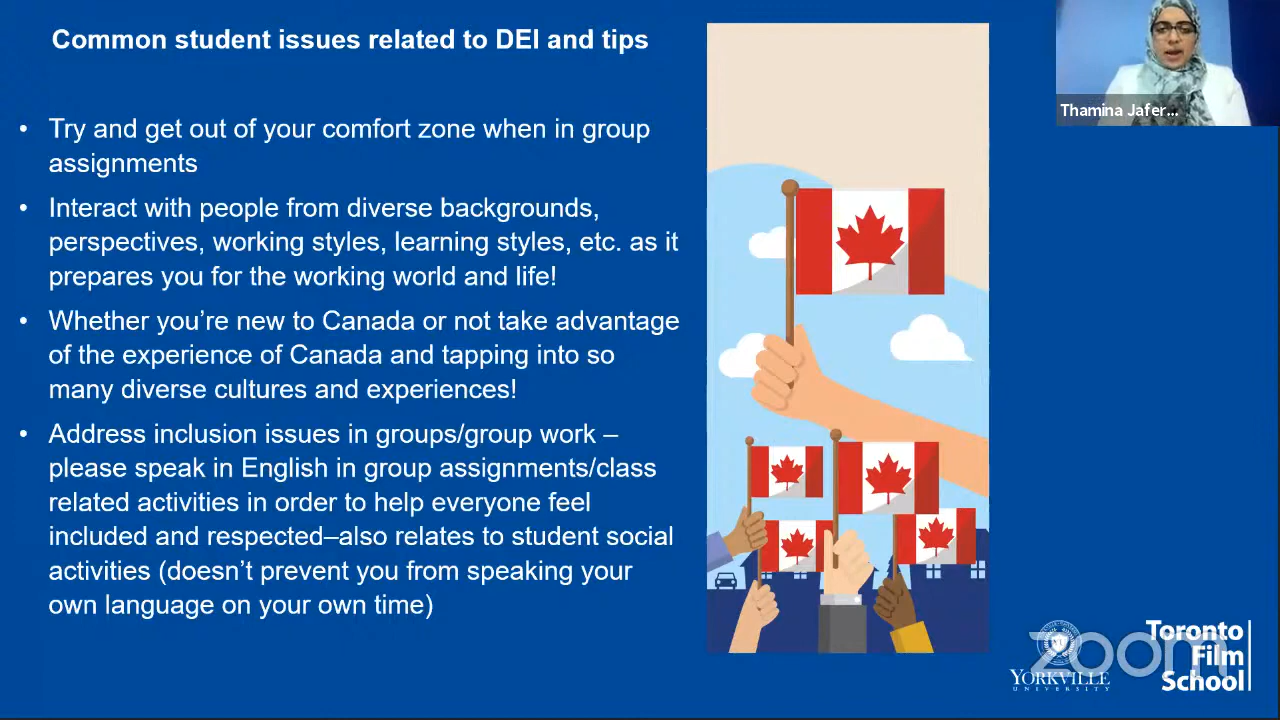 Common student issues related to DEI and tips
• Try and get out of your comfort zone when in group
assignments
• Interact with people from diverse backgrounds,
perspectives, working styles, learning styles, etc. as it
prepares you for the working world and life!
• Whether you’re new to Canada or not take advantage
of the experience of Canada and tapping into so
many diverse cultures and experiences!
• Address inclusion issues in groups/group work –
please speak in English in group assignments/class
related activities in order to help everyone feel
included and respected–also relates to student social
activities (doesn’t prevent you from speaking your
own language on your own time)
Thamina Jafer...
zoom
YORKVILLE
UNIVERSITY
Toronto
Film
School